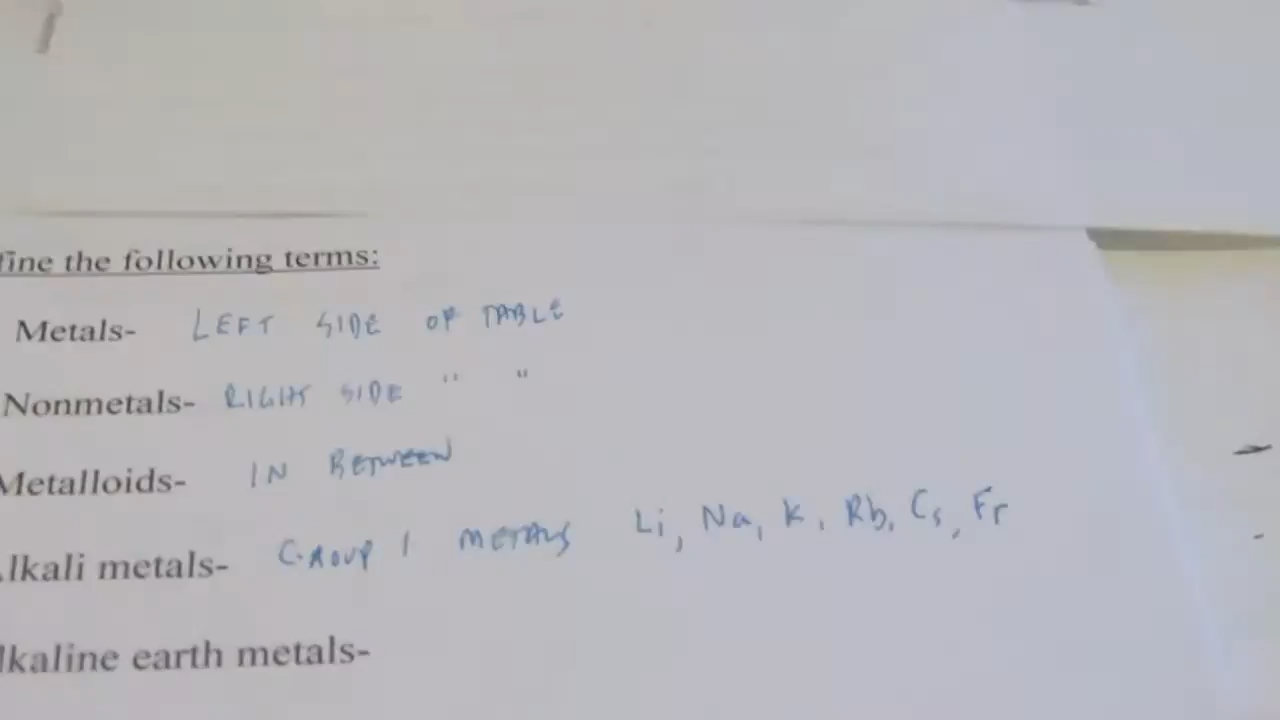 fine the following terms:
Metals- LEFT SIDE OF TABLE
Nonmetals- RIGHT SIDE " "
Metalloids- IN BETWEEN
lkali metals- GROUP 1 METALS Li, Na, K, Rb, Cs, Fr
lkaline earth metals-